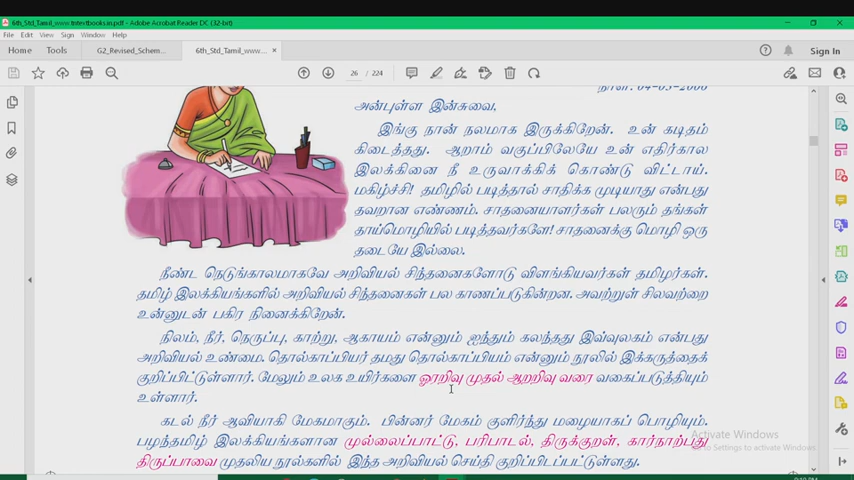 6th_Std_Tamil_www tntextbooks.in.pdf - Adobe Acrobat Reader DC (32-bit)
File Edit View Sign Window Help
Home Tools G2_Revised_Schem... 6th_Std_Tamil_www.... × Sign In
26 / 224
நாள்: 04-03-2006
அன்புள்ள இன்சுவை,
இங்கு நான் நலமாக இருக்கிறேன். உன் கடிதம்
கிடைத்தது. ஆறாம் வகுப்பிலேயே உன் எதிர்கால
இலக்கினை நீ உருவாக்கிக் கொண்டு விட்டாய்.
மகிழ்ச்சி! தமிழில் படித்தால் சாதிக்க முடியாது என்பது
தவறான எண்ணம். சாதனையாளர்கள் பலரும் தங்கள்
தாய்மொழியில் படித்தவர்களே! சாதனைக்கு மொழி ஒரு
தடையே இல்லை.
நீண்ட நெடுங்காலமாகவே அறிவியல் சிந்தனைகளோடு விளங்கியவர்கள் தமிழர்கள்.
தமிழ் இலக்கியங்களில் அறிவியல் சிந்தனைகள் பல காணப்படுகின்றன. அவற்றுள் சிலவற்றை
உன்னுடன் பகிர நினைக்கிறேன்.
நிலம், நீர், நெருப்பு, காற்று, ஆகாயம் என்னும் ஐந்தும் கலந்தது இவ்வுலகம் என்பது
அறிவியல் உண்மை. தொல்காப்பியர் தமது தொல்காப்பியம் என்னும் நூலில் இக்கருத்தைக்
குறிப்பிட்டுள்ளார். மேலும் உலக உயிர்களை ஓரறிவு முதல் ஆறறிவு வரை வகைப்படுத்தியும்
உள்ளார்.
கடல் நீர் ஆவியாகி மேகமாகும். பின்னர் மேகம் குளிர்ந்து மழையாகப் பொழியும்.
பழந்தமிழ் இலக்கியங்களான முல்லைப்பாட்டு, பரிபாடல், திருக்குறள், கார்நாற்பது
திருப்பாவை முதலிய நூல்களில் இந்த அறிவியல் செய்தி குறிப்பிடப்பட்டுள்ளது.
Activate Windows
Go to Settings to activate Windows.